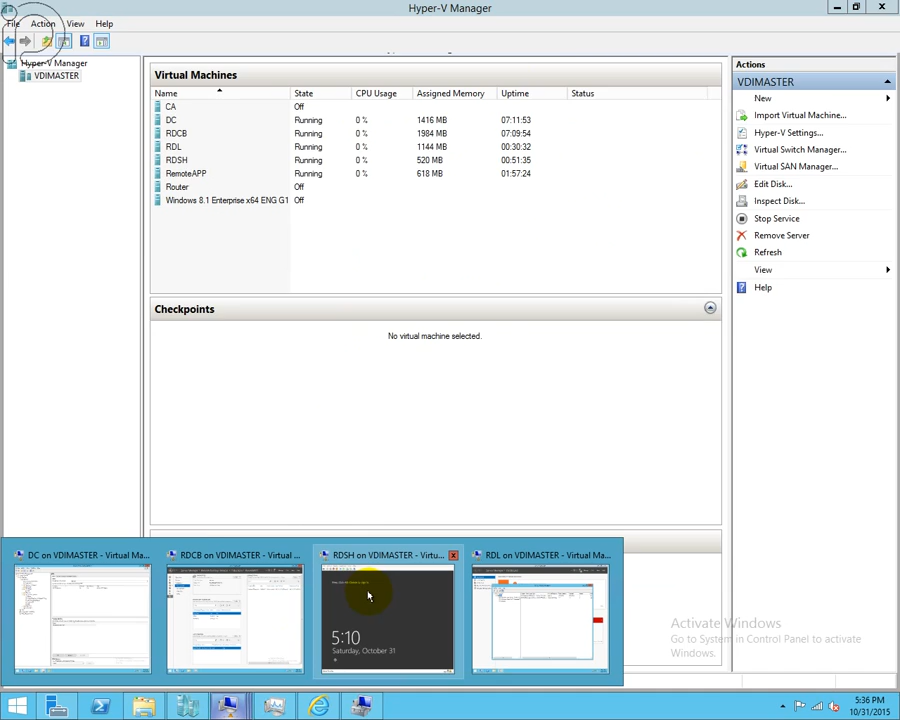 Hyper-V Manager
File Action View Help
Hyper-V Manager
VDIMASTER
Virtual Machines
Name State CPU Usage Assigned Memory Uptime Status
CA Off
DC Running 0 % 1416 MB 07:11:53
RDCB Running 0 % 1984 MB 07:09:54
RDL Running 0 % 1144 MB 00:30:32
RDSH Running 0 % 520 MB 00:51:35
RemoteAPP Running 0 % 618 MB 01:57:24
Router Off
Windows 8.1 Enterprise x64 ENG G1 Off
Checkpoints
No virtual machine selected.
Actions
VDIMASTER
New
Import Virtual Machine...
Hyper-V Settings...
Virtual Switch Manager...
Virtual SAN Manager...
Edit Disk...
Inspect Disk...
Stop Service
Remove Server
Refresh
View
Help
DC on VDIMASTER - Virtual Ma...
RDCB on VDIMASTER - Virtual ...
RDSH on VDIMASTER - Virtu...
RDL on VDIMASTER - Virtual Ma...
5:10
Saturday, October 31
Activate Windows
Go to System in Control Panel to activate
Windows.
5:36 PM
10/31/2015